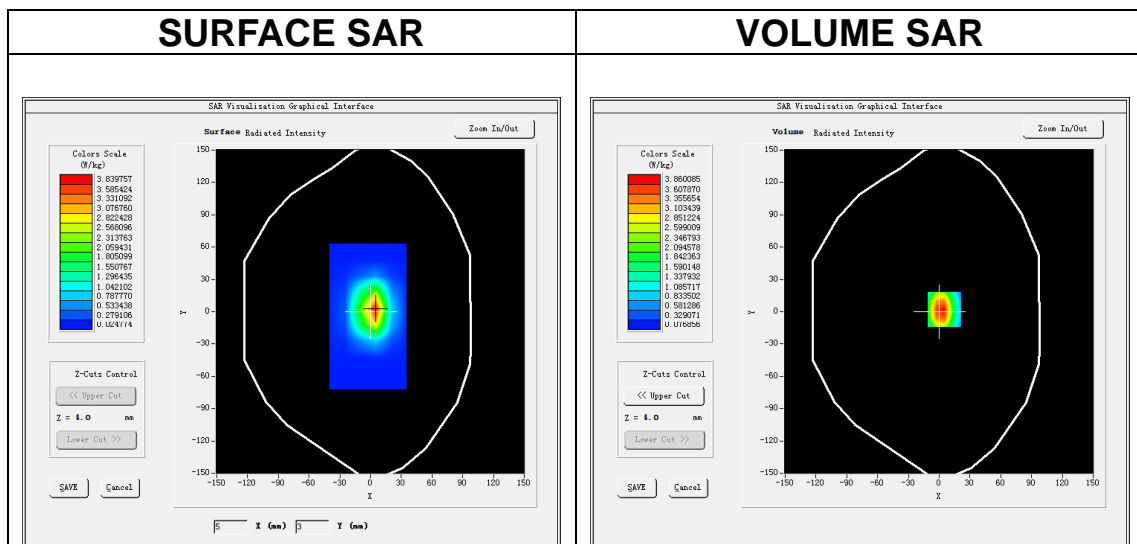 SURFACE SAR
VOLUME SAR
SAR Visualisation Graphical Interface
Surface Radiated Intensity
Zoom In/Out
Colors Scale
(W/kg)
3.839757
3.585424
3.331092
3.076760
2.822428
2.568096
2.313763
2.059431
1.805099
1.550767
1.296435
1.042102
0.787770
0.533438
0.279106
0.024774
150
120
90
60
30
0
-30
-60
-90
-120
-150
Y
-150 -120 -90 -60 -30 0 30 60 90 120 150
X
Z-Cuts Control
<< Upper Cut
Z = 4.0 mm
Lower Cut >>
SAVE Cancel
5 X (mm) 3 Y (mm)
SAR Visualisation Graphical Interface
Volume Radiated Intensity
Zoom In/Out
Colors Scale
(W/kg)
3.860085
3.607870
3.355654
3.103439
2.851224
2.599009
2.346793
2.094578
1.842363
1.590148
1.337932
1.085717
0.833502
0.581286
0.329071
0.076856
150
120
90
60
30
0
-30
-60
-90
-120
-150
Y
-150 -120 -90 -60 -30 0 30 60 90 120 150
X
Z-Cuts Control
<< Upper Cut
Z = 4.0 mm
Lower Cut >>
SAVE Cancel